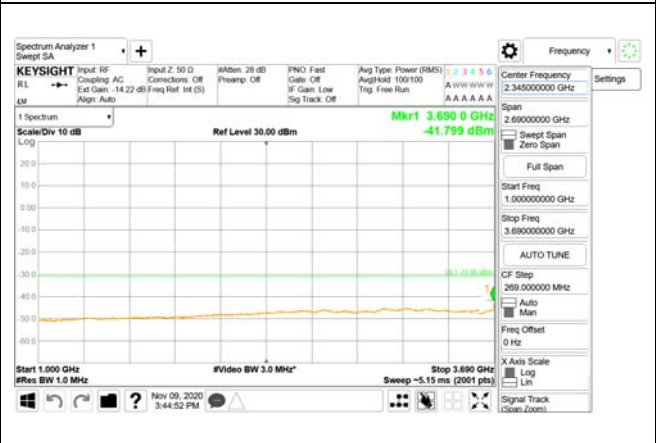 Spectrum Analyzer 1
Swept SA
+
Frequency
KEYSIGHT
R L
LXI
Input: RF
Coupling: AC
Ext Gain: -14.22 dB
Align: Auto
Input Z: 50 Ω
Corrections: Off
Freq Ref: Int (S)
#Atten: 28 dB
Preamp: Off
PNO: Fast
Gate: Off
IF Gain: Low
Sig Track: Off
Avg Type: Power (RMS)
Avg|Hold: 100/100
Trig: Free Run
1 2 3 4 5 6
A W W W W W
A A A A A A
1 Spectrum
Scale/Div 10 dB
Ref Level 30.00 dBm
Mkr1 3.690 0 GHz
-41.799 dBm
Log
20.0
10.0
0.00
-10.0
-20.0
-30.0
-40.0
-50.0
-60.0
1
Start 1.000 GHz
#Res BW 1.0 MHz
#Video BW 3.0 MHz*
Stop 3.690 GHz
Sweep ~5.15 ms (2001 pts)
Center Frequency
2.345000000 GHz
Settings
Span
2.69000000 GHz
Swept Span
Zero Span
Full Span
Start Freq
1.000000000 GHz
Stop Freq
3.690000000 GHz
AUTO TUNE
CF Step
269.000000 MHz
Auto
Man
Freq Offset
0 Hz
X Axis Scale
Log
Lin
Signal Track
(Span Zoom)
?
Nov 09, 2020
3:44:52 PM